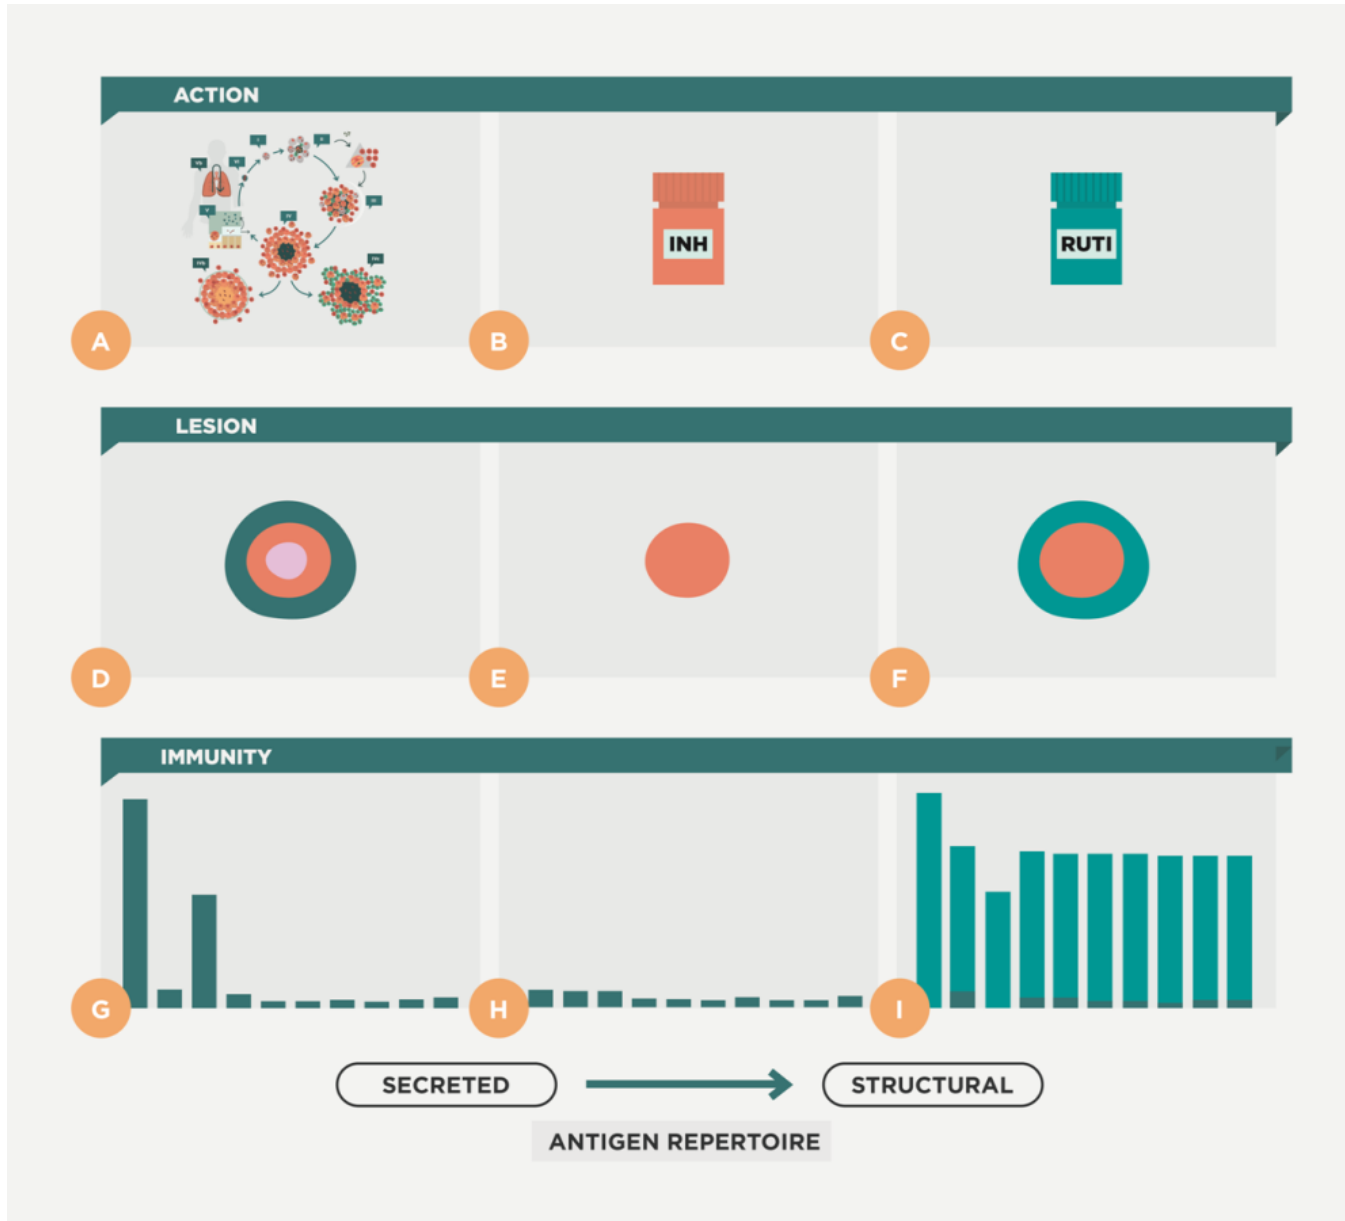 ACTION
INH
RUTI
A
B
C
LESION
D
E
F
IMMUNITY
G
H
I
SECRETED
STRUCTURAL
ANTIGEN REPERTOIRE